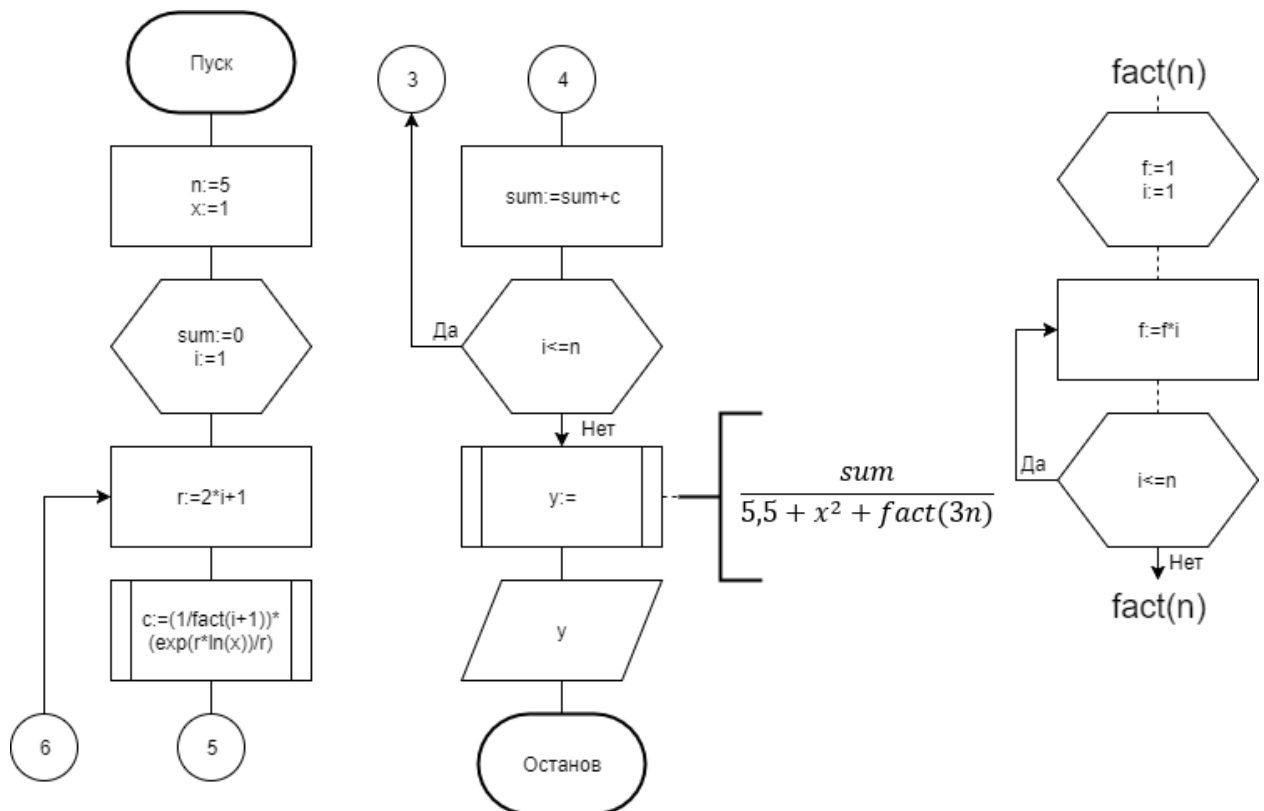 Пуск
n:=5
x:=1
sum:=0
i:=1
r:=2*i+1
c:=(1/fact(i+1))*
(exp(r*ln(x))/r)
6
5
3
4
sum:=sum+c
Да
i<=n
Нет
y:=
sum
5,5 + x² + fact(3n)
y
Останов
fact(n)
f:=1
i:=1
f:=f*i
Да
i<=n
Нет
fact(n)